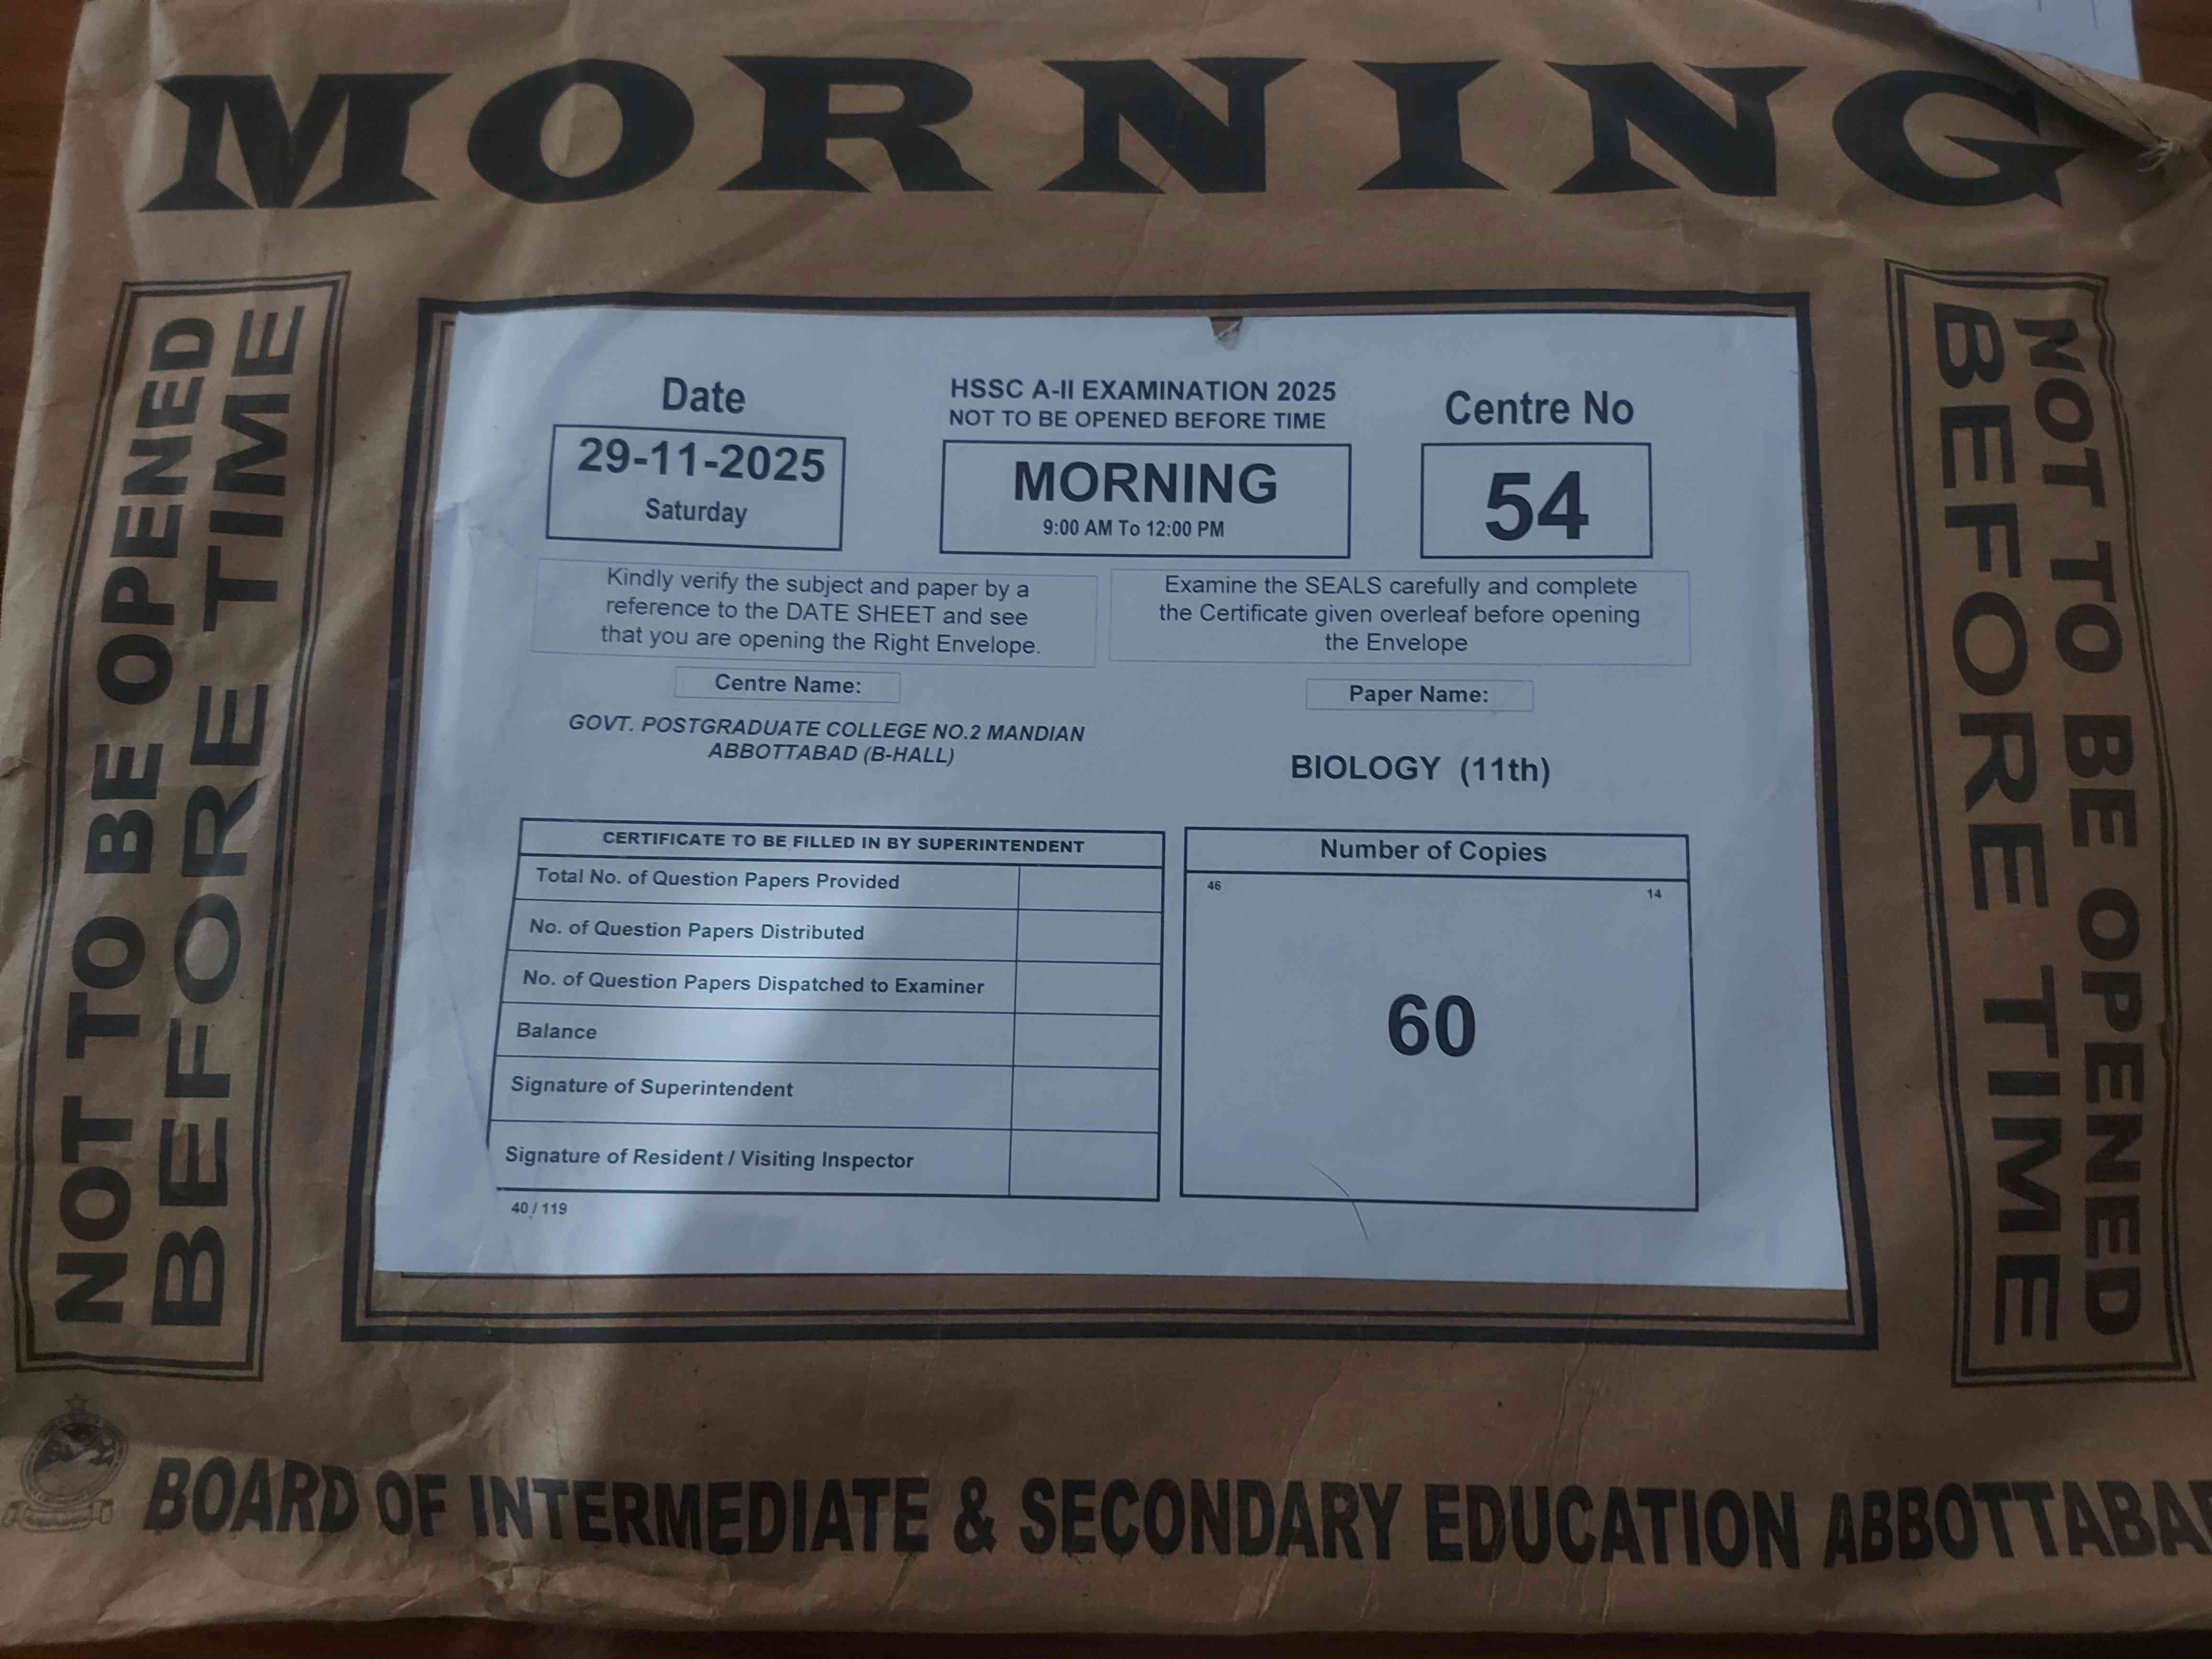 MORNING
NOT TO BE OPENED
BEFORE TIME
Date
29-11-2025
Saturday
HSSC A-II EXAMINATION 2025
NOT TO BE OPENED BEFORE TIME
MORNING
9:00 AM To 12:00 PM
Centre No
54
Kindly verify the subject and paper by a
reference to the DATE SHEET and see
that you are opening the Right Envelope.
Examine the SEALS carefully and complete
the Certificate given overleaf before opening
the Envelope
Centre Name:
GOVT. POSTGRADUATE COLLEGE NO.2 MANDIAN
ABBOTTABAD (B-HALL)
Paper Name:
BIOLOGY (11th)
CERTIFICATE TO BE FILLED IN BY SUPERINTENDENT
Total No. of Question Papers Provided
No. of Question Papers Distributed
No. of Question Papers Dispatched to Examiner
Balance
Signature of Superintendent
Signature of Resident / Visiting Inspector
40 / 119
Number of Copies
46 14
60
NOT TO BE OPENED
BEFORE TIME
BOARD OF INTERMEDIATE & SECONDARY EDUCATION ABBOTTABA